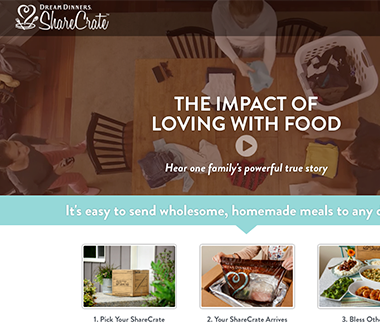 DREAM DINNERS
ShareCrate
THE IMPACT OF
LOVING WITH FOOD
Hear one family's powerful true story
It's easy to send wholesome, homemade meals to any
1. Pick Your ShareCrate
2. Your ShareCrate Arrives
3. Bless Othe